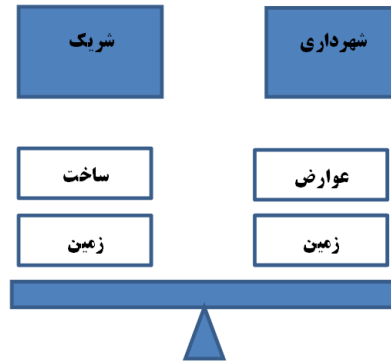 شهرداری
شریک
عوارض
ساخت
زمین
زمین